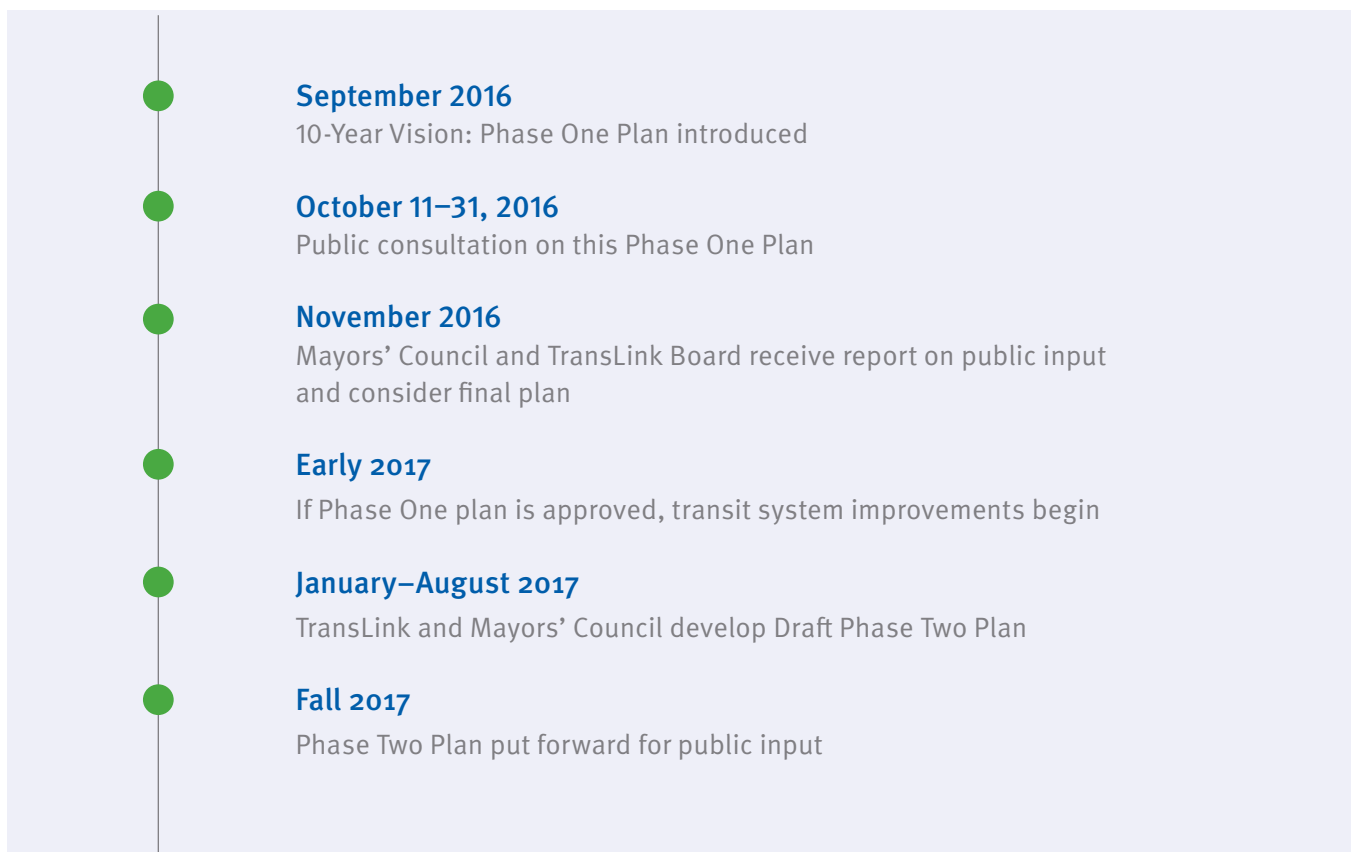 September 2016
10-Year Vision: Phase One Plan introduced
October 11–31, 2016
Public consultation on this Phase One Plan
November 2016
Mayors’ Council and TransLink Board receive report on public input
and consider final plan
Early 2017
If Phase One plan is approved, transit system improvements begin
January–August 2017
TransLink and Mayors’ Council develop Draft Phase Two Plan
Fall 2017
Phase Two Plan put forward for public input